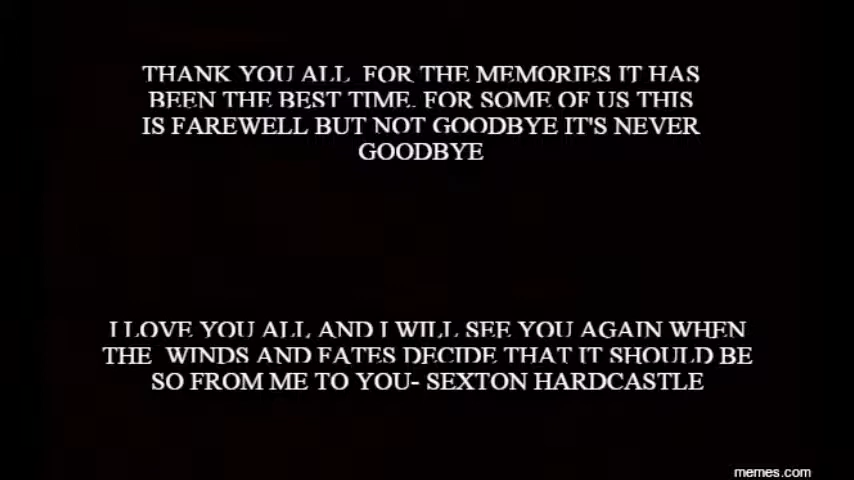 THANK YOU ALL FOR THE MEMORIES IT HAS
BEEN THE BEST TIME. FOR SOME OF US THIS
IS FAREWELL BUT NOT GOODBYE IT'S NEVER
GOODBYE
I LOVE YOU ALL AND I WILL SEE YOU AGAIN WHEN
THE WINDS AND FATES DECIDE THAT IT SHOULD BE
SO FROM ME TO YOU- SEXTON HARDCASTLE
memes.com